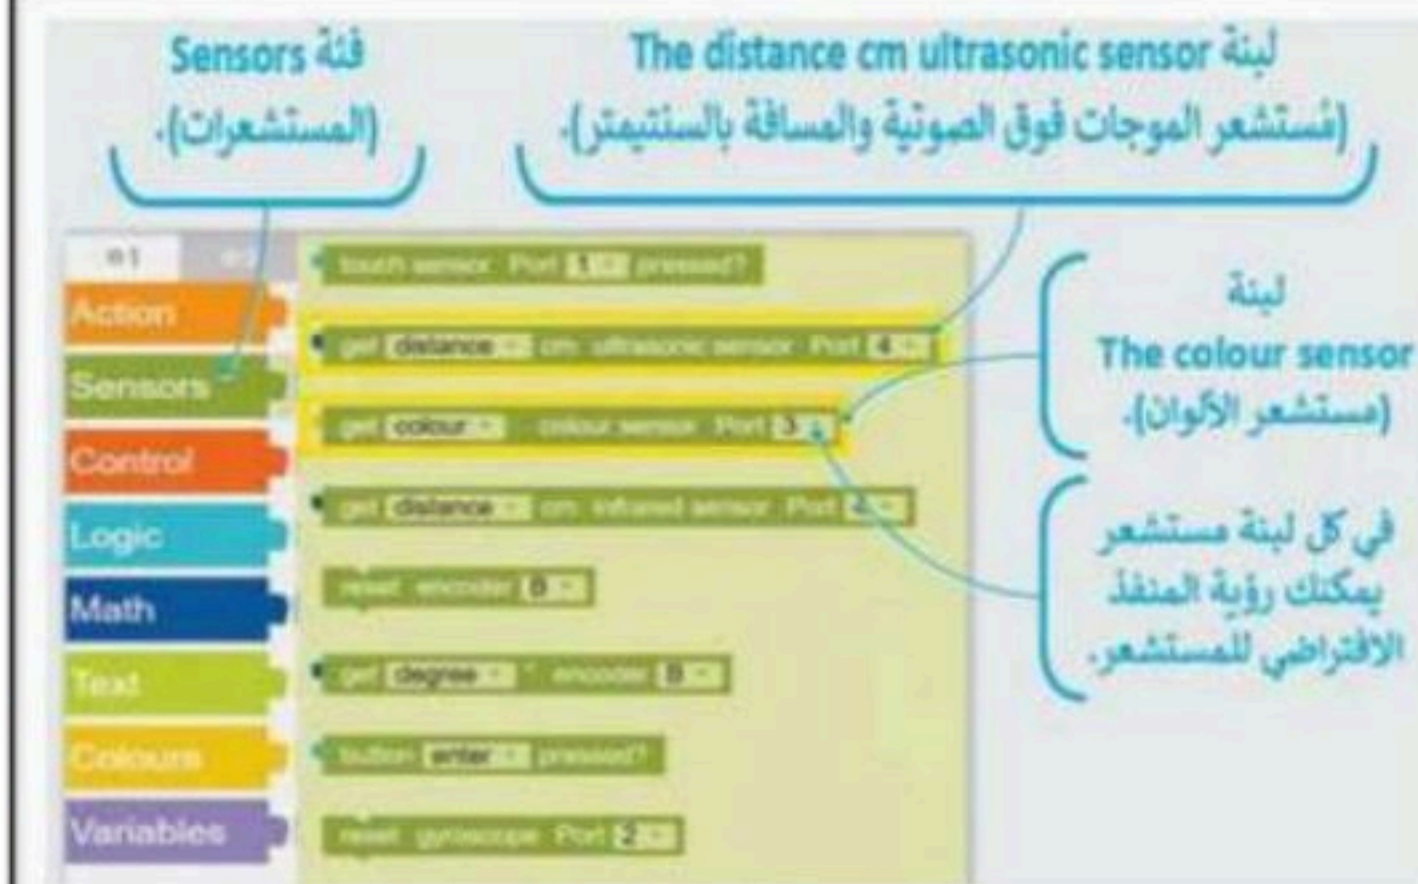 فئة Sensors
(المستشعرات).
لبنة The distance cm ultrasonic sensor
(مُستشعر الموجات فوق الصوتية والمسافة بالسنتيمتر).
touch sensor Port 1 pressed?
Action
get distance cm ultrasonic sensor Port 4
Sensors
get colour colour sensor Port 3
Control
get distance cm infrared sensor Port 4
Logic
reset encoder B
Math
get degree ° encoder B
Text
button enter pressed?
Colours
reset gyroscope Port 2
Variables
لبنة
The colour sensor
(مستشعر الألوان).
في كل لبنة مستشعر
يمكنك رؤية المنفذ
الافتراضي للمستشعر.